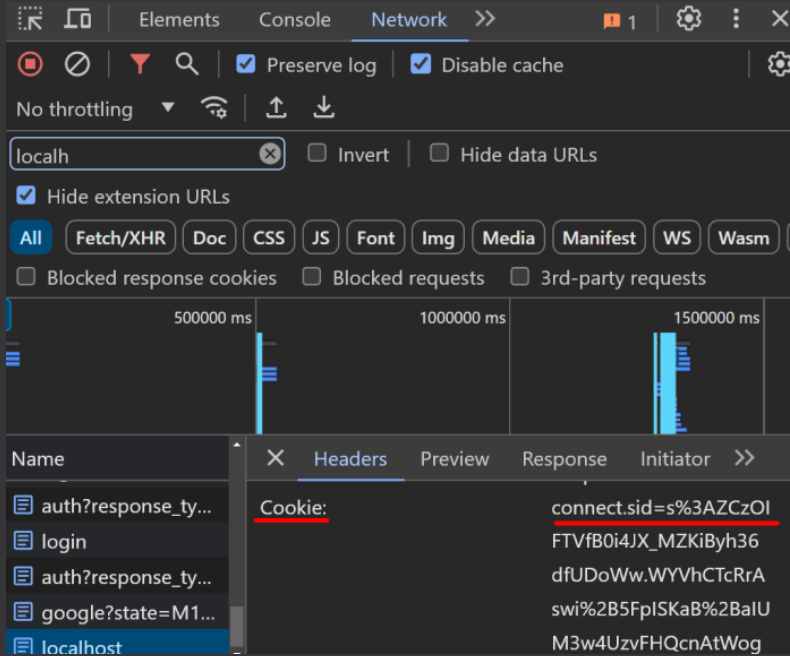 Elements Console Network 1
Preserve log Disable cache
No throttling
localh Invert Hide data URLs
Hide extension URLs
All Fetch/XHR Doc CSS JS Font Img Media Manifest WS Wasm
Blocked response cookies Blocked requests 3rd-party requests
500000 ms 1000000 ms 1500000 ms
Name Headers Preview Response Initiator
auth?response_ty... Cookie: connect.sid=s%3AZCzOI
login FTVfB0i4JX_MZKiByh36
auth?response_ty... dfUDoWw.WYVhCTcRrA
google?state=M1... swi%2B5FpISKaB%2BaIU
localhost M3w4UzvFHQcnAtWog